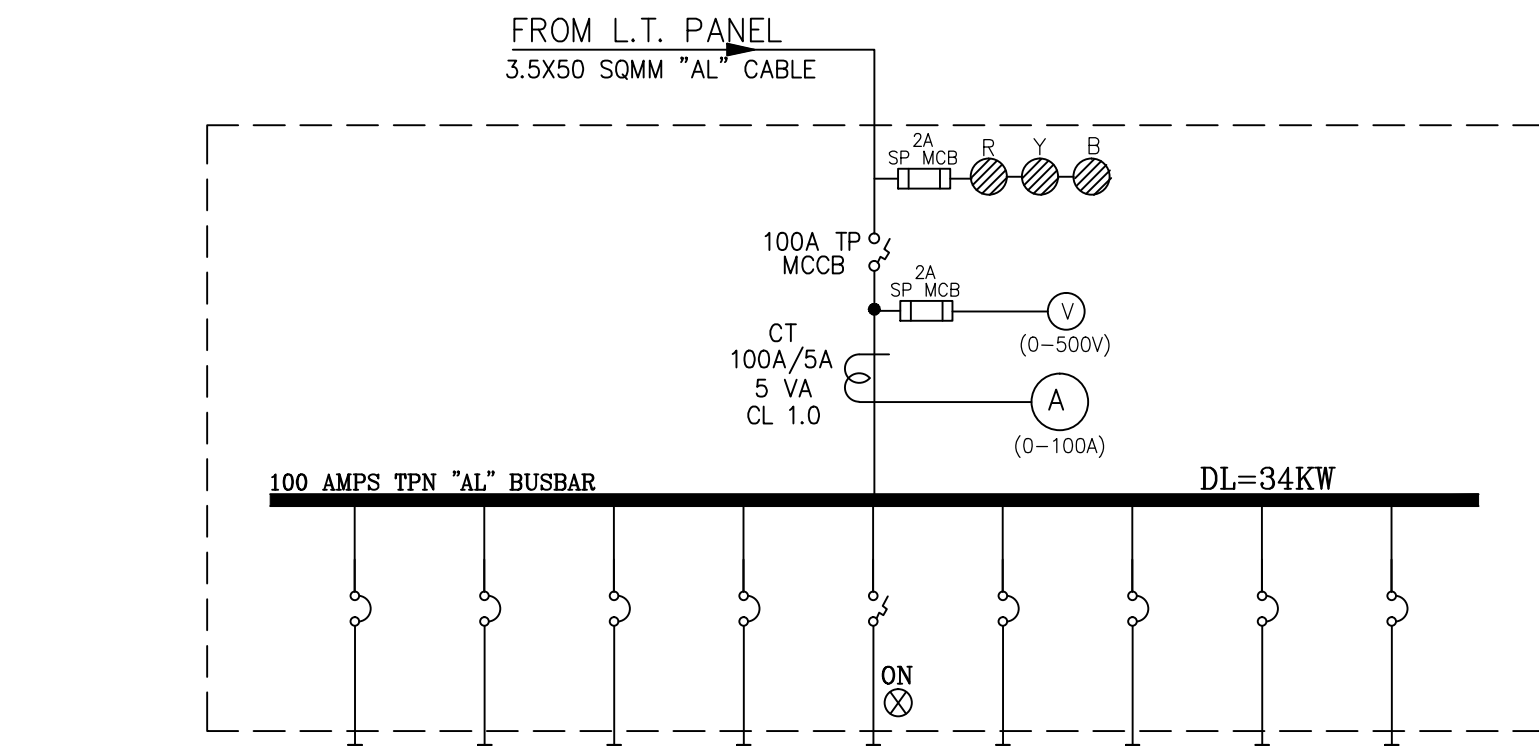 FROM L.T. PANEL
3.5X50 SQMM "AL" CABLE
2A
SP MCB
R Y B
100A TP
MCCB
2A
SP MCB
V
(0-500V)
CT
100A/5A
5 VA
CL 1.0
A
(0-100A)
100 AMPS TPN "AL" BUSBAR
DL=34KW
ON